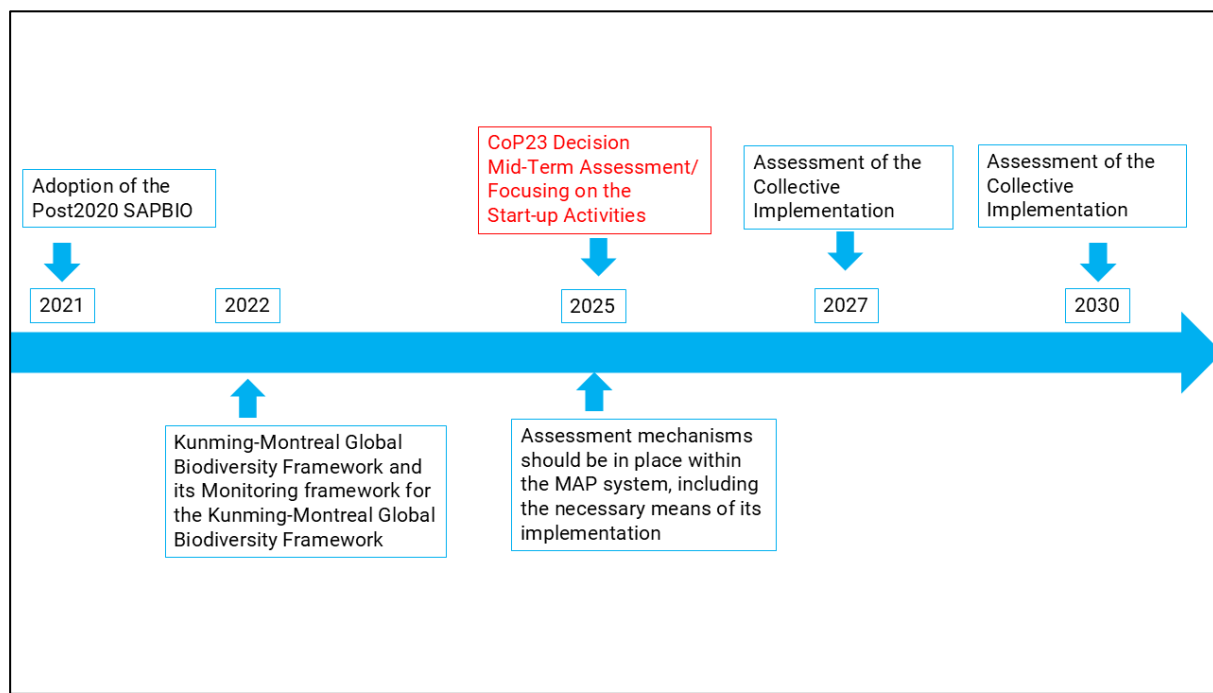 CoP23 Decision
Mid-Term Assessment/
Focusing on the
Start-up Activities
Assessment of the
Collective
Implementation
Assessment of the
Collective
Implementation
Adoption of the
Post2020 SAPBIO
2021
2022
2025
2027
2030
Kunming-Montreal Global
Biodiversity Framework and
its Monitoring framework for
the Kunming-Montreal Global
Biodiversity Framework
Assessment mechanisms
should be in place within
the MAP system, including
the necessary means of its
implementation